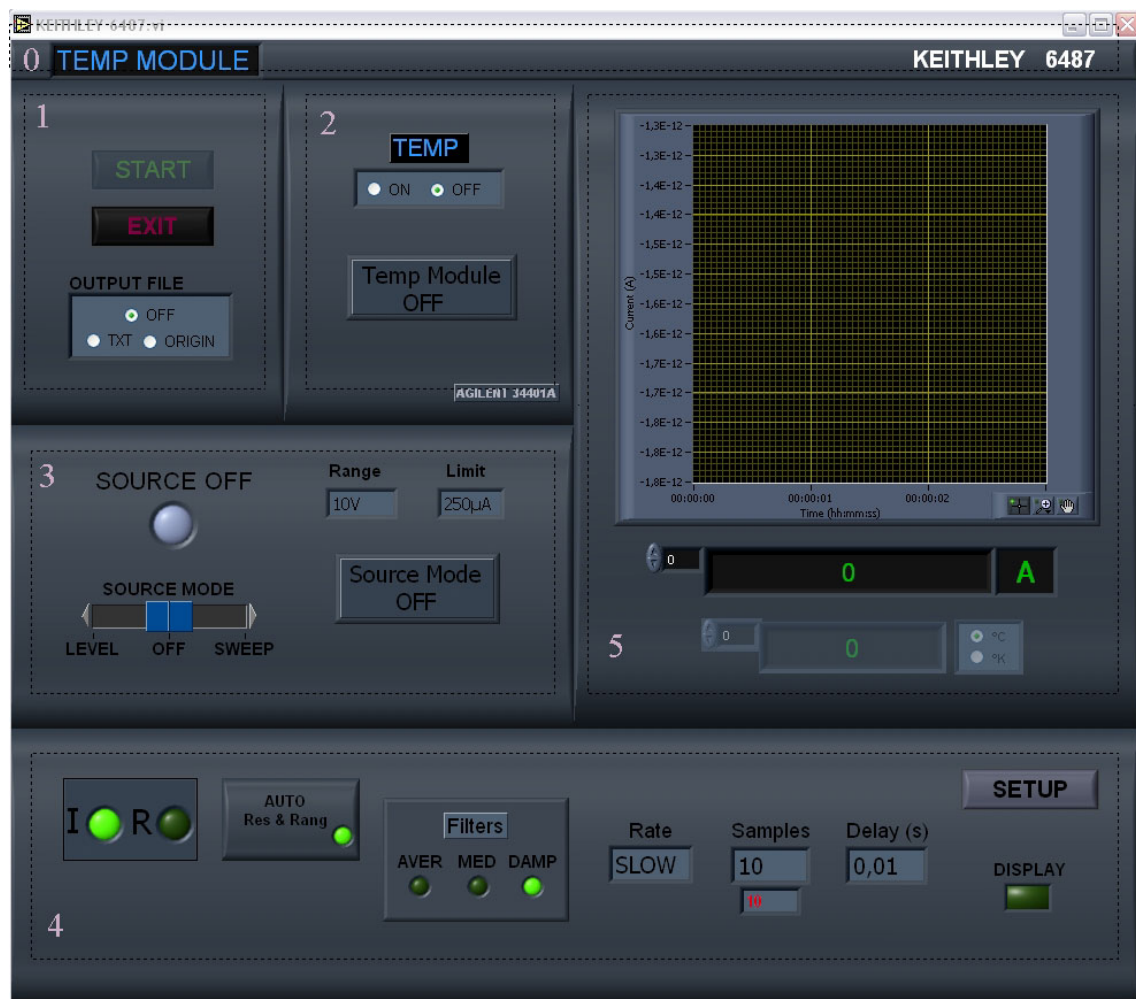 KEITHLEY 6487.vi
0 TEMP MODULE KEITHLEY 6487
1
START
EXIT
OUTPUT FILE
OFF
TXT ORIGIN
2
TEMP
ON OFF
Temp Module
OFF
AGILENT 34401A
3
SOURCE OFF
Range Limit
10V 250µA
SOURCE MODE
LEVEL OFF SWEEP
Source Mode
OFF
-1,3E-12
-1,3E-12
-1,4E-12
-1,4E-12
-1,5E-12
-1,5E-12
-1,6E-12
-1,6E-12
-1,7E-12
-1,7E-12
-1,8E-12
-1,8E-12
-1,8E-12
Current (A)
00:00:00 00:00:01 00:00:02
Time (hh:mm:ss)
0 0 A
5
0 0 ºC
ºK
I R
AUTO
Res & Rang
Filters
AVER MED DAMP
Rate Samples Delay (s)
SLOW 10 0,01
10
SETUP
DISPLAY
4